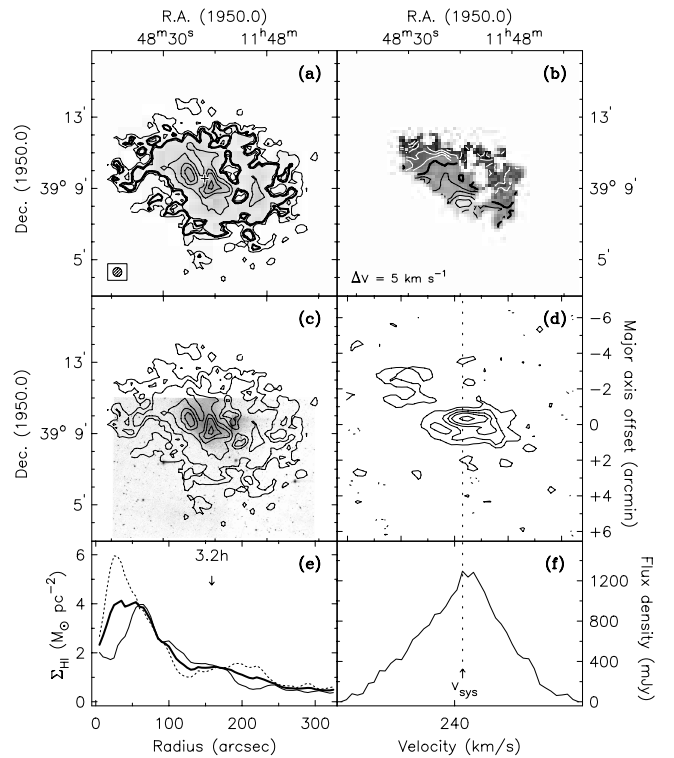 R.A. (1950.0) R.A. (1950.0)
48ᵐ30ˢ 11ʰ48ᵐ 48ᵐ30ˢ 11ʰ48ᵐ
(a) (b)
13' 13'
Dec. (1950.0)
39° 9' 39° 9'
5' 5'
ΔV = 5 km s⁻¹
(c) (d)
13'
Dec. (1950.0)
39° 9'
5'
−6
−4
−2
0
+2
+4
+6
Major axis offset (arcmin)
(e) (f)
3.2h
6
4
2
0
Σ_HI (M_⊙ pc⁻²)
1200
800
400
0
Flux density (mJy)
V_sys
0 100 200 300 240
Radius (arcsec) Velocity (km/s)